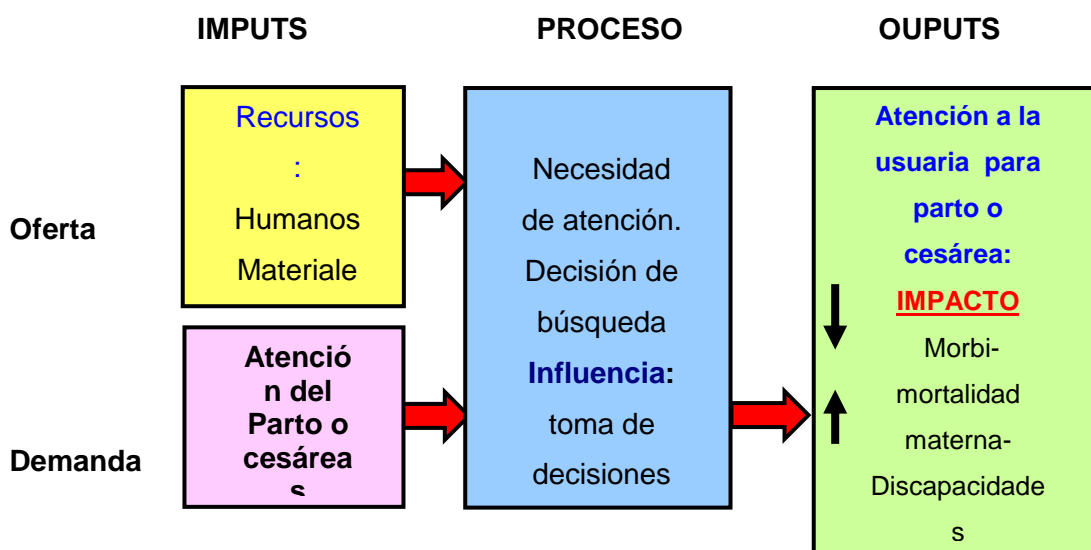 IMPUTS
PROCESO
OUPUTS
Oferta
Demanda
Recursos
:
Humanos
Materiale
Atenció
n del
Parto o
cesárea
s
Necesidad
de atención.
Decisión de
búsqueda
Influencia:
toma de
decisiones
Atención a la
usuaria para
parto o
cesárea:
IMPACTO
Morbi-
mortalidad
materna-
Discapacidade
s